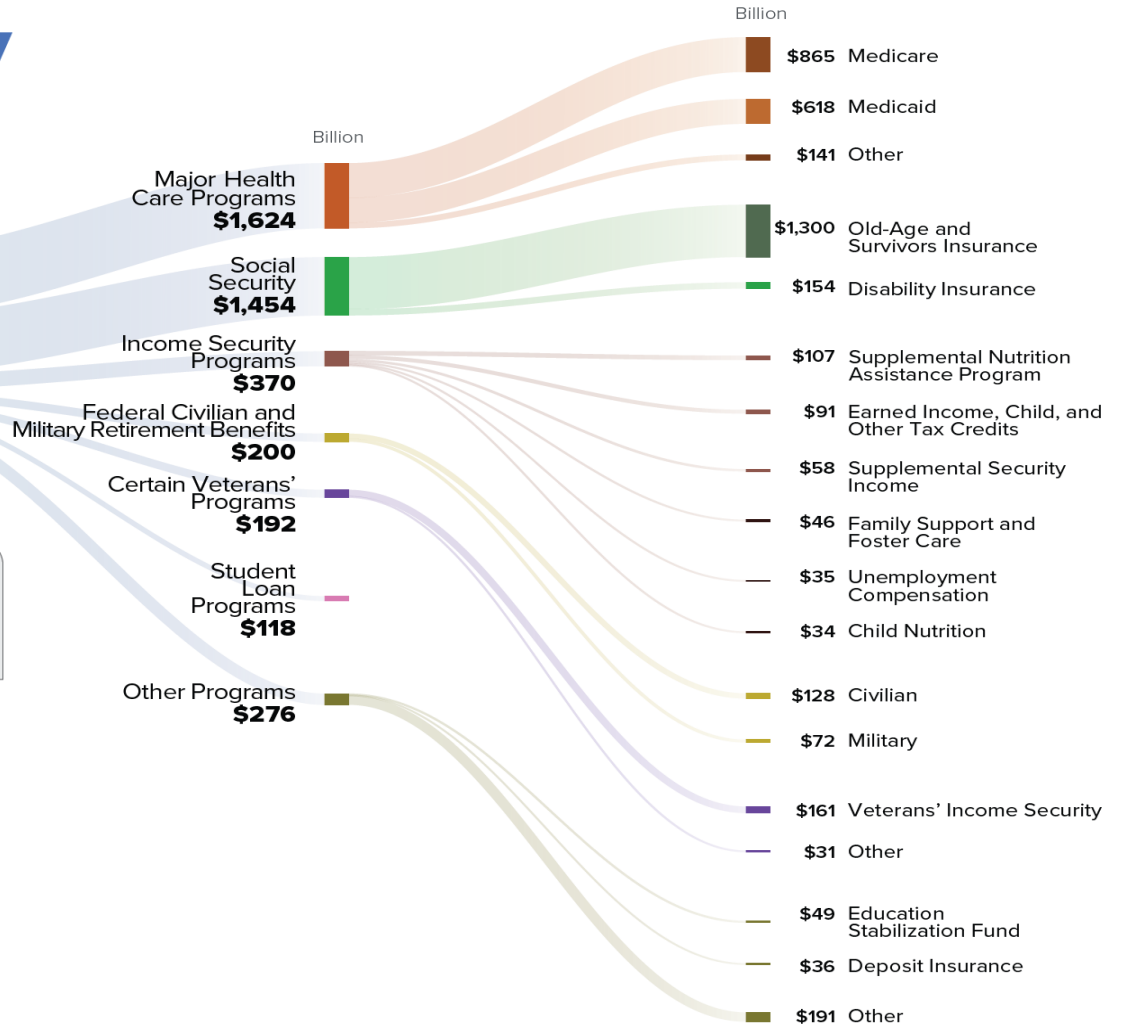 Billion
$865 Medicare
$618 Medicaid
$141 Other
$1,300 Old-Age and
Survivors Insurance
$154 Disability Insurance
$107 Supplemental Nutrition
Assistance Program
$91 Earned Income, Child, and
Other Tax Credits
$58 Supplemental Security
Income
$46 Family Support and
Foster Care
$35 Unemployment
Compensation
$34 Child Nutrition
$128 Civilian
$72 Military
$161 Veterans’ Income Security
$31 Other
$49 Education
Stabilization Fund
$36 Deposit Insurance
$191 Other
Billion
Major Health
Care Programs
$1,624
Social
Security
$1,454
Income Security
Programs
$370
Federal Civilian and
Military Retirement Benefits
$200
Certain Veterans’
Programs
$192
Student
Loan
Programs
$118
Other Programs
$276